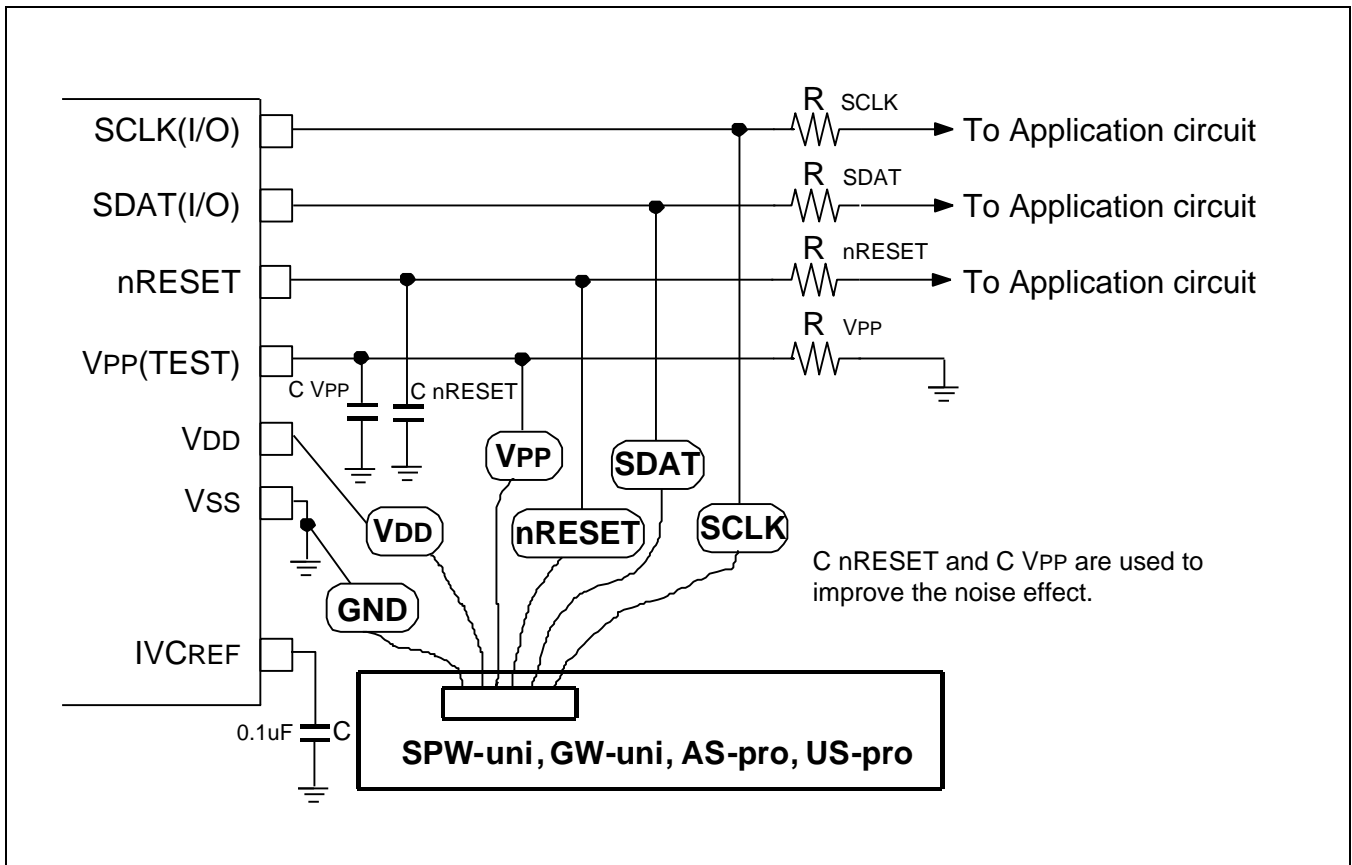 R SCLK
SCLK(I/O)
To Application circuit
R SDAT
SDAT(I/O)
To Application circuit
R nRESET
nRESET
To Application circuit
R VPP
VPP(TEST)
C VPP
C nRESET
VDD
VPP
SDAT
VSS
VDD
nRESET
SCLK
C nRESET and C VPP are used to
improve the noise effect.
GND
IVCREF
0.1uF C
SPW-uni, GW-uni, AS-pro, US-pro